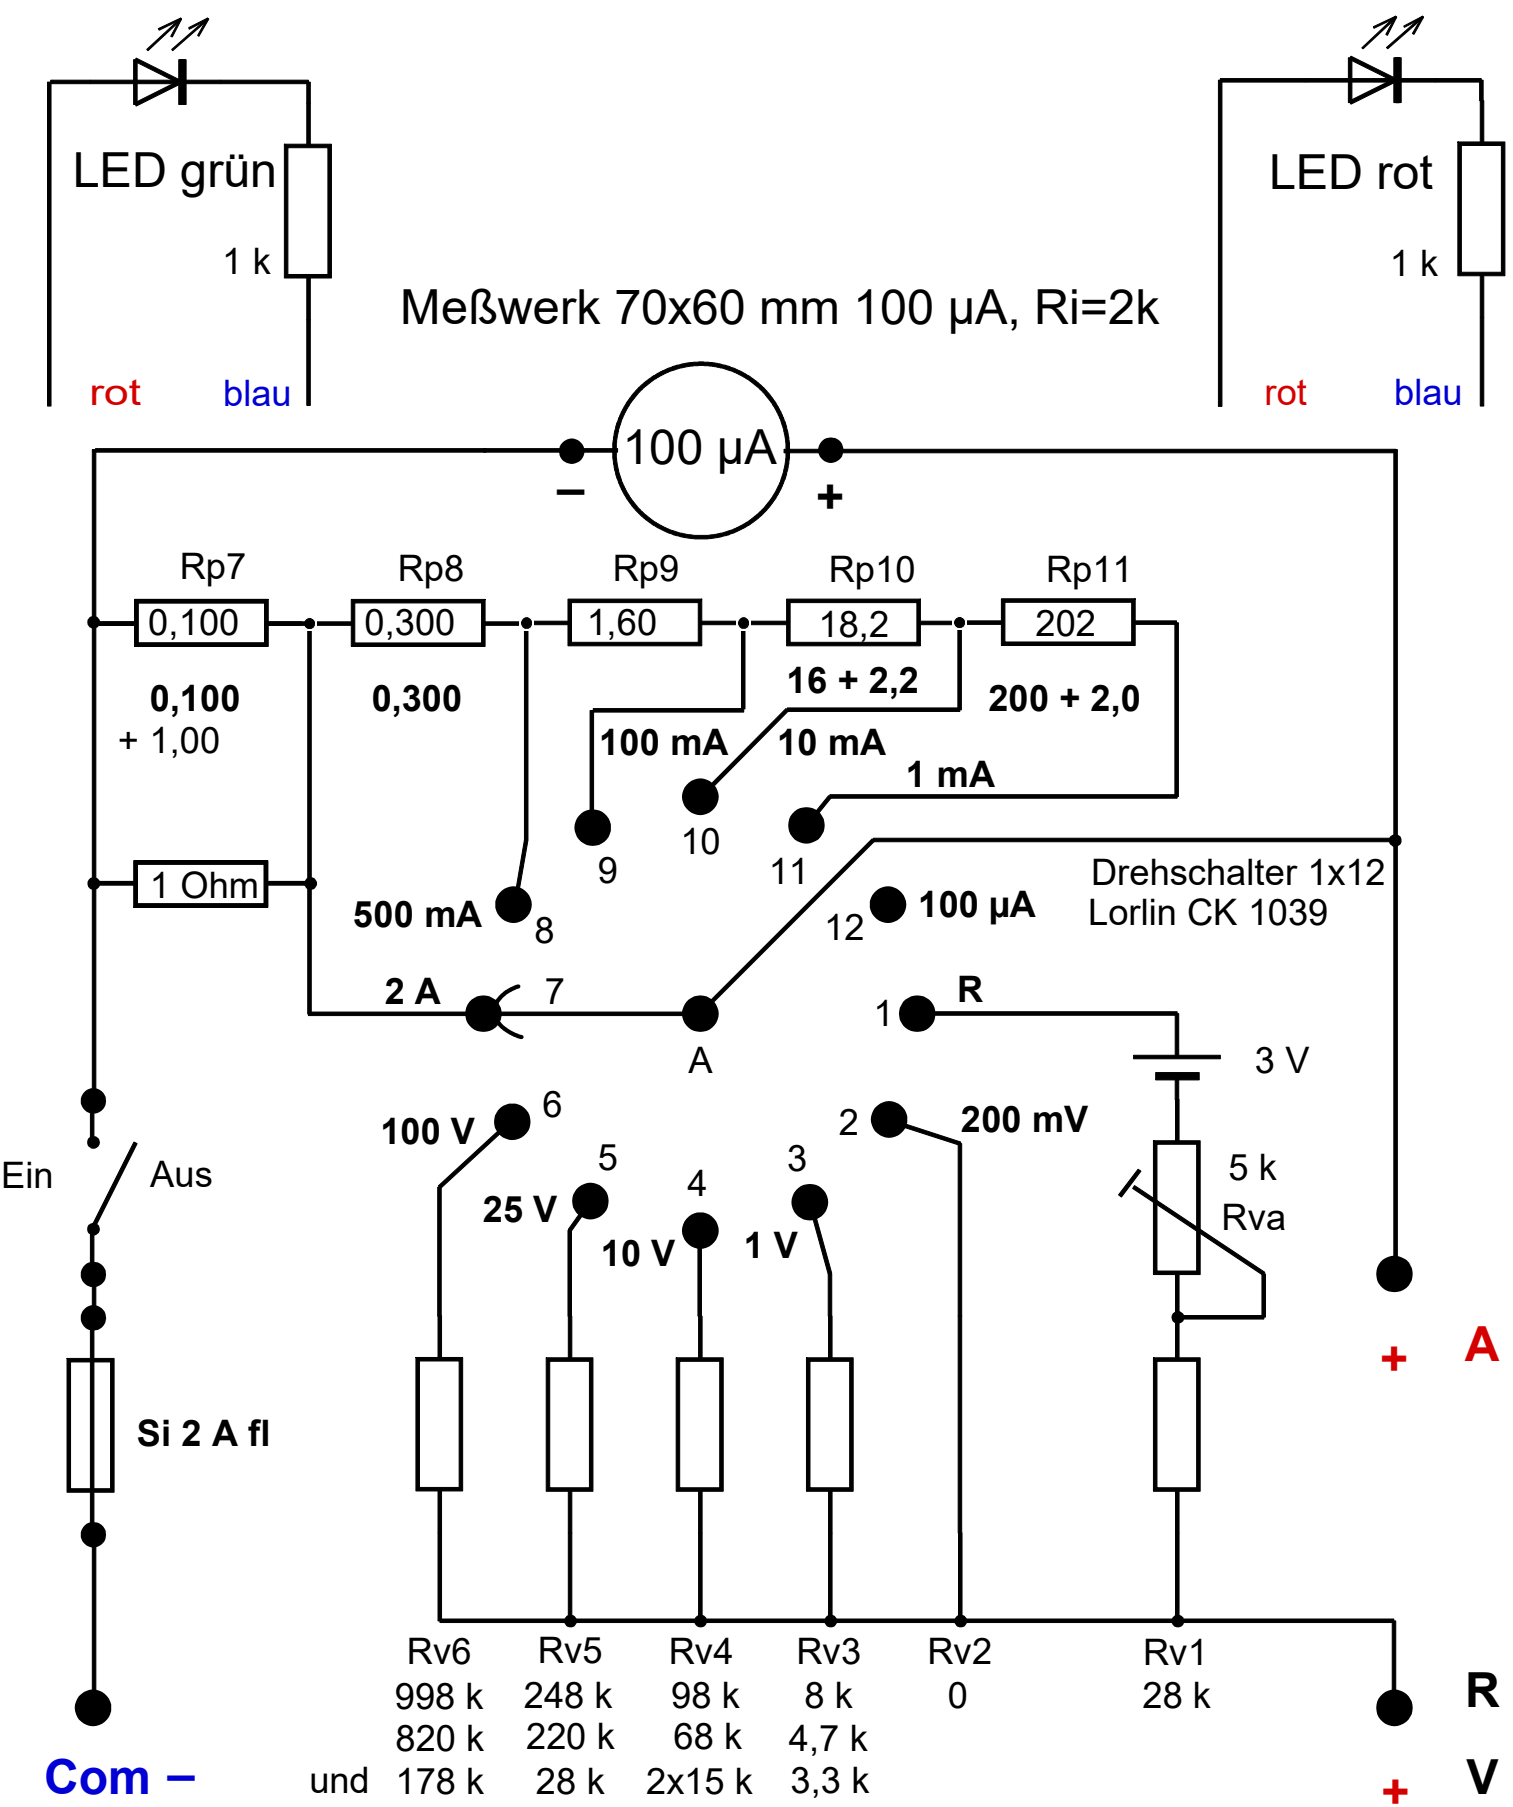 LED grün
1 k
rot
blau
LED rot
1 k
rot
blau
Meßwerk 70x60 mm 100 µA, Ri=2k
100 µA
–
+
Rp7
Rp8
Rp9
Rp10
Rp11
0,100
0,300
1,60
18,2
202
0,100
+ 1,00
0,300
16 + 2,2
200 + 2,0
100 mA
10 mA
1 mA
9
10
11
1 Ohm
500 mA
8
12
100 µA
Drehschalter 1x12
Lorlin CK 1039
2 A
7
A
1
R
3 V
100 V
6
2
200 mV
Ein
Aus
25 V
5
10 V
4
1 V
3
5 k
Rva
+
A
Si 2 A fl
Rv6
Rv5
Rv4
Rv3
Rv2
Rv1
998 k
248 k
98 k
8 k
0
28 k
820 k
220 k
68 k
4,7 k
und
178 k
28 k
2x15 k
3,3 k
Com –
R
+
V